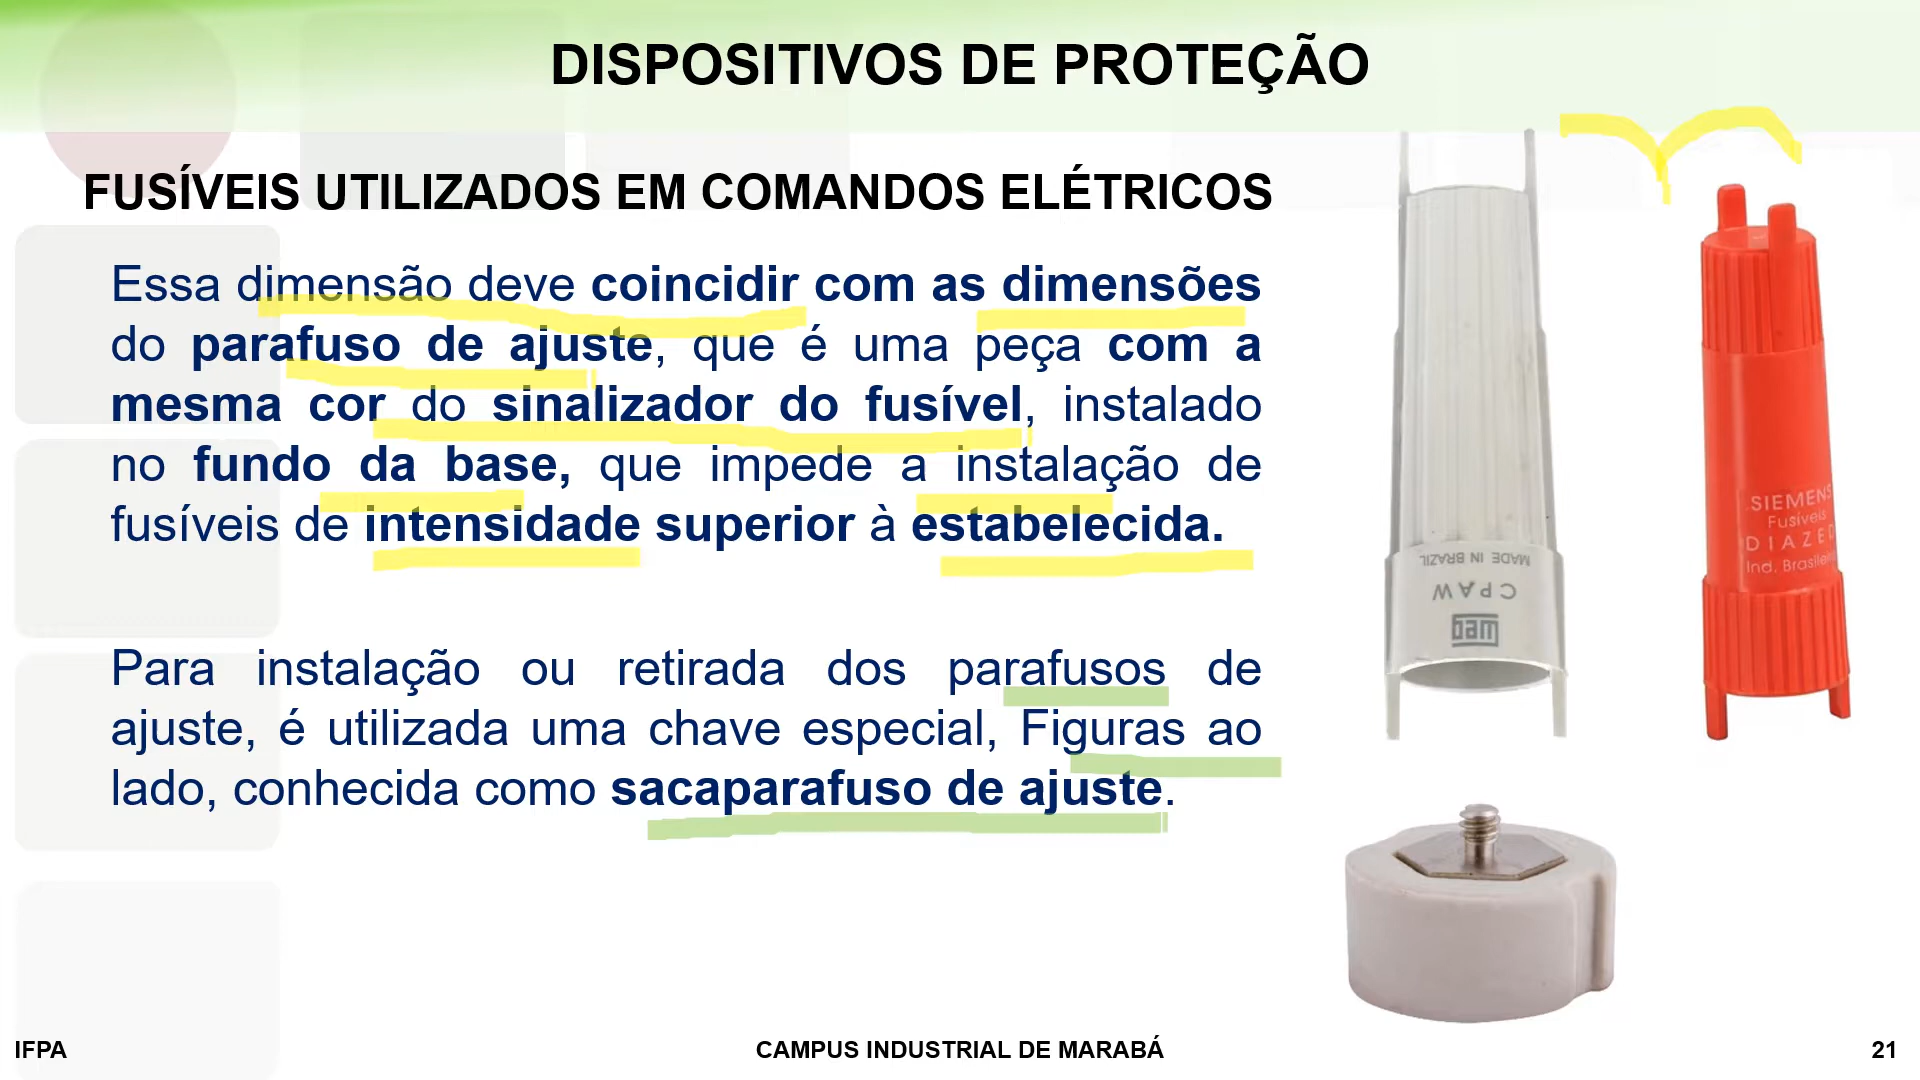 DISPOSITIVOS DE PROTEÇÃO
FUSÍVEIS UTILIZADOS EM COMANDOS ELÉTRICOS
Essa dimensão deve coincidir com as dimensões
do parafuso de ajuste, que é uma peça com a
mesma cor do sinalizador do fusível, instalado
no fundo da base, que impede a instalação de
fusíveis de intensidade superior à estabelecida.
Para instalação ou retirada dos parafusos de
ajuste, é utilizada uma chave especial, Figuras ao
lado, conhecida como sacaparafuso de ajuste.
MADE IN BRAZIL
CPAW
WEG
SIEMENS
Fusíveis
DIAZED
Ind. Brasileira
IFPA
CAMPUS INDUSTRIAL DE MARABÁ
21